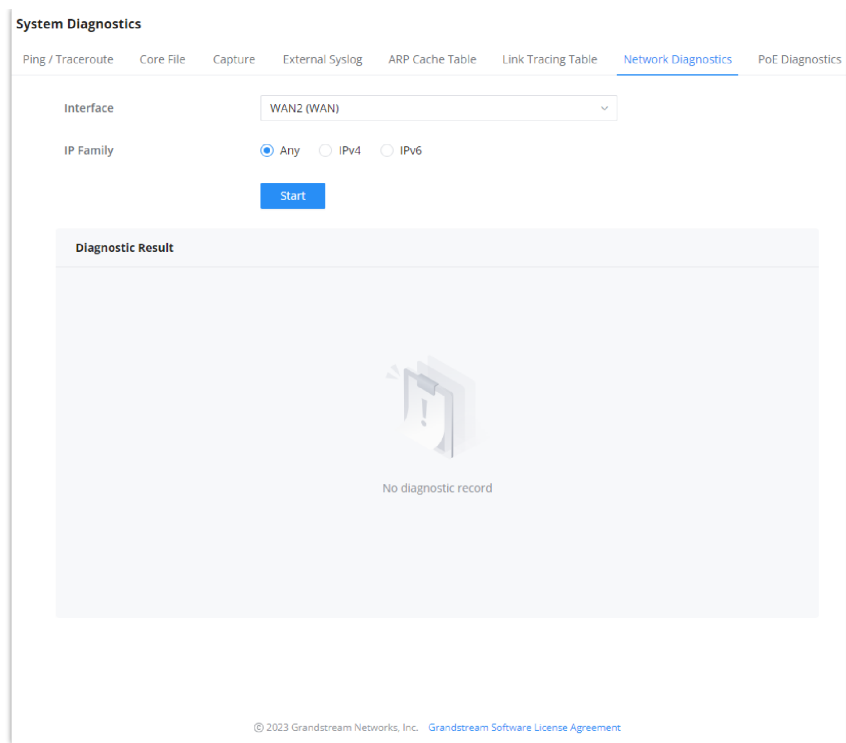 System Diagnostics
Ping / Traceroute Core File Capture External Syslog ARP Cache Table Link Tracing Table Network Diagnostics PoE Diagnostics
Interface WAN2 (WAN)
IP Family Any IPv4 IPv6
Start
Diagnostic Result
No diagnostic record
© 2023 Grandstream Networks, Inc. Grandstream Software License Agreement